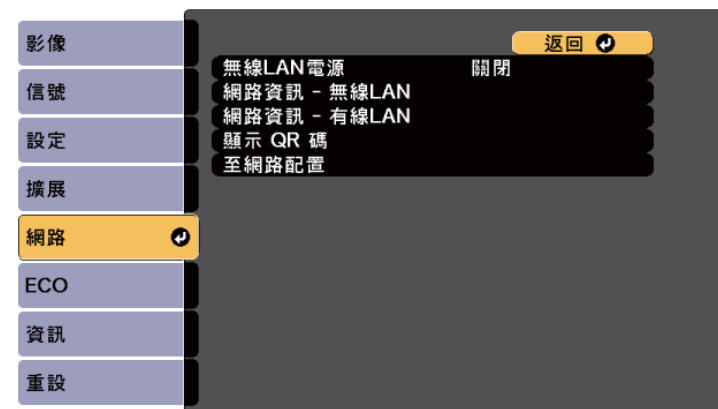 影像
信號
設定
擴展
網路
ECO
資訊
重設
返回
無線LAN電源 關閉
網路資訊 - 無線LAN
網路資訊 - 有線LAN
顯示 QR 碼
至網路配置